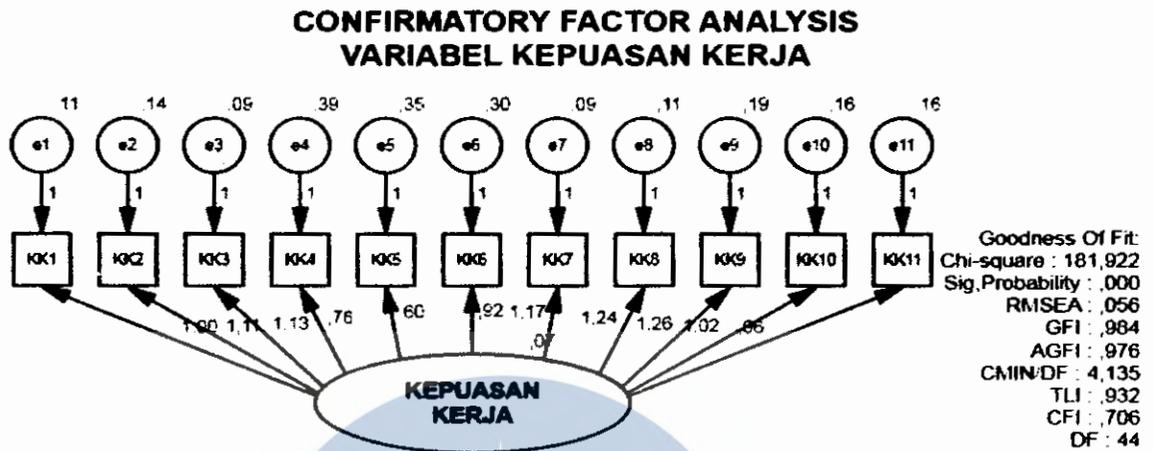 CONFIRMATORY FACTOR ANALYSIS
VARIABEL KEPUASAN KERJA
,11 ,14 ,09 ,39 ,35 ,30 ,09 ,11 ,19 ,16 ,16
e1 e2 e3 e4 e5 e6 e7 e8 e9 e10 e11
1 1 1 1 1 1 1 1 1 1 1
KK1 KK2 KK3 KK4 KK5 KK6 KK7 KK8 KK9 KK10 KK11
1,00 1,11 1,13 ,76 ,60 ,92 1,17 1,24 1,26 1,02
,07
KEPUASAN
KERJA
Goodness Of Fit:
Chi-square : 181,922
Sig,Probability : ,000
RMSEA : ,056
GFI : ,984
AGFI : ,976
CMIN/DF : 4,135
TLI : ,932
CFI : ,706
DF : 44